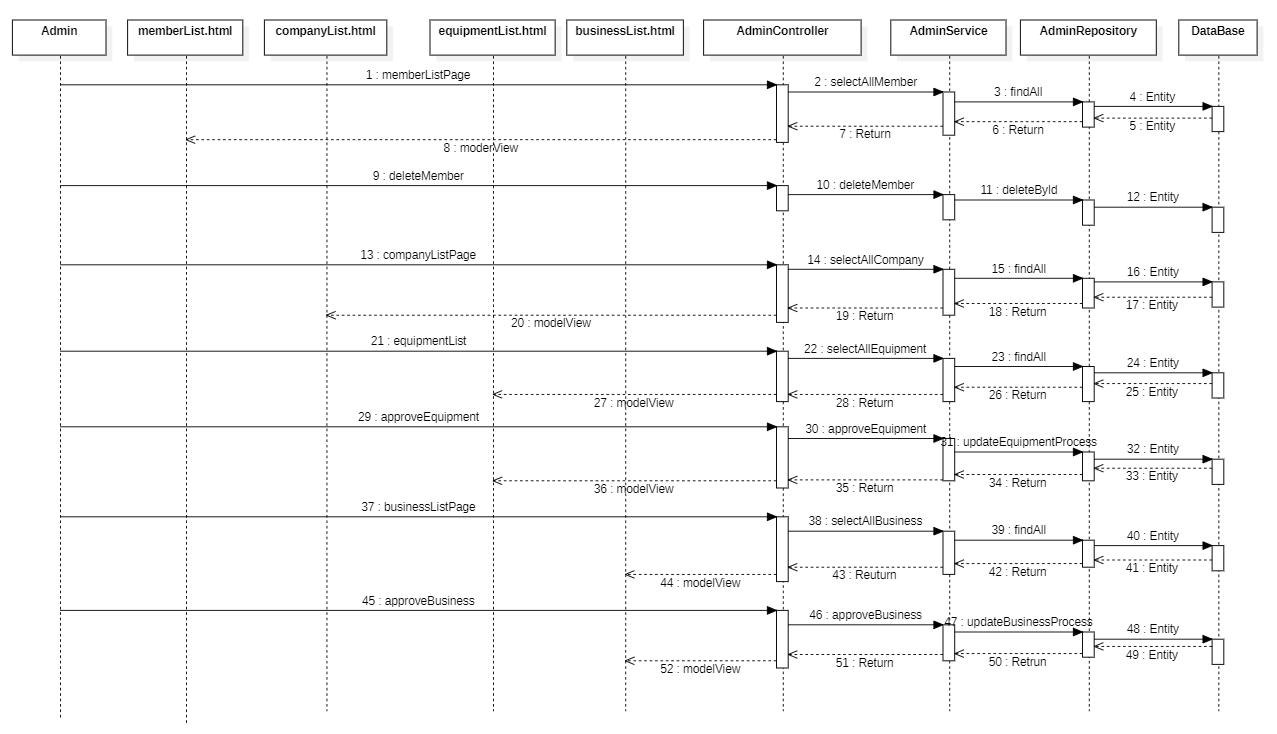 Admin
memberList.html
companyList.html
equipmentList.html
businessList.html
AdminController
AdminService
AdminRepository
DataBase
1 : memberListPage
2 : selectAllMember
3 : findAll
4 : Entity
5 : Entity
6 : Return
7 : Return
8 : moderView
9 : deleteMember
10 : deleteMember
11 : deleteById
12 : Entity
13 : companyListPage
14 : selectAllCompany
15 : findAll
16 : Entity
17 : Entity
18 : Return
19 : Return
20 : modelView
21 : equipmentList
22 : selectAllEquipment
23 : findAll
24 : Entity
25 : Entity
26 : Return
28 : Return
27 : modelView
29 : approveEquipment
30 : approveEquipment
31 : updateEquipmentProcess
32 : Entity
33 : Entity
34 : Return
35 : Return
36 : modelView
37 : businessListPage
38 : selectAllBusiness
39 : findAll
40 : Entity
41 : Entity
42 : Return
43 : Reuturn
44 : modelView
45 : approveBusiness
46 : approveBusiness
47 : updateBusinessProcess
48 : Entity
49 : Entity
50 : Retrun
51 : Return
52 : modelView